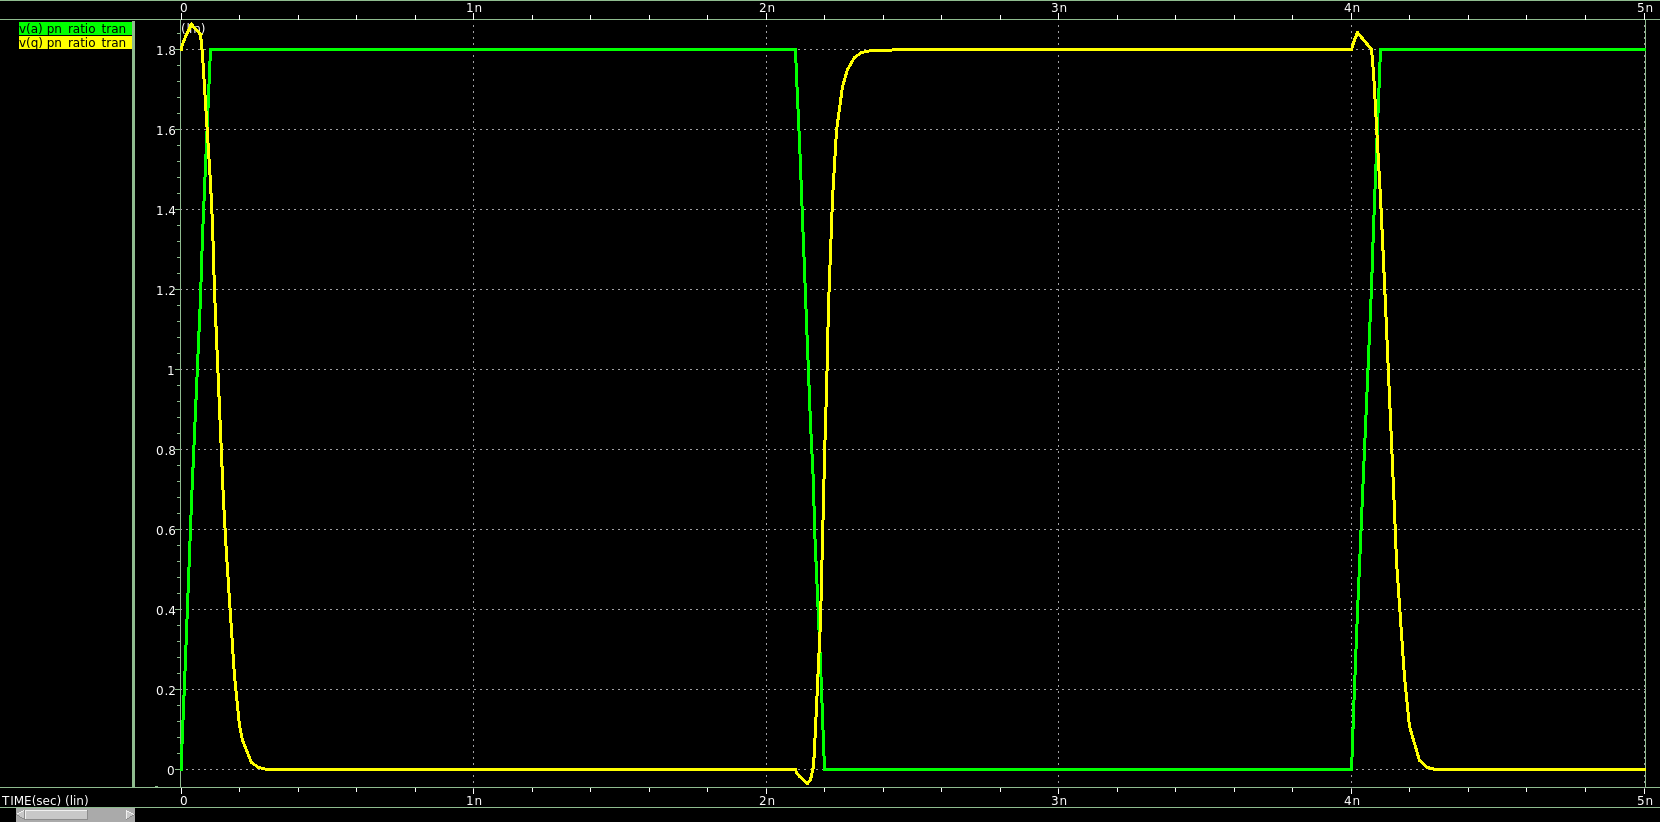 0 1n 2n 3n 4n 5n
v(a) pn_ratio_tran
v(q) pn_ratio_tran
1.8
1.6
1.4
1.2
1
0.8
0.6
0.4
0.2
0
TIME(sec) (lin) 0 1n 2n 3n 4n 5n